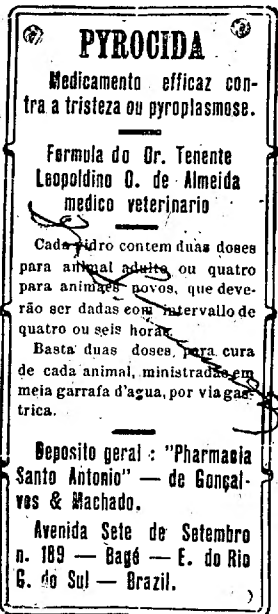 PYROCIDA
Medicamento efficaz con-
tra a tristeza ou pyroplasmose.
Formula do Dr. Tenente
Leopoldino O. de Almeida
medico veterinario
Cada vidro contem duas doses
para animal adulto ou quatro
para animaes novos, que deve-
rão ser dadas com intervallo de
quatro ou seis horas.
Basta duas doses, para cura
de cada animal, ministradas em
meia garrafa d'agua, por via gas-
trica.
Deposito geral : "Pharmacia
Santo Antonio" — de Gonçal-
ves & Machado.
Avenida Sete de Setembro
n. 189 — Bagé — E. do Rio
G. do Sul — Brazil.